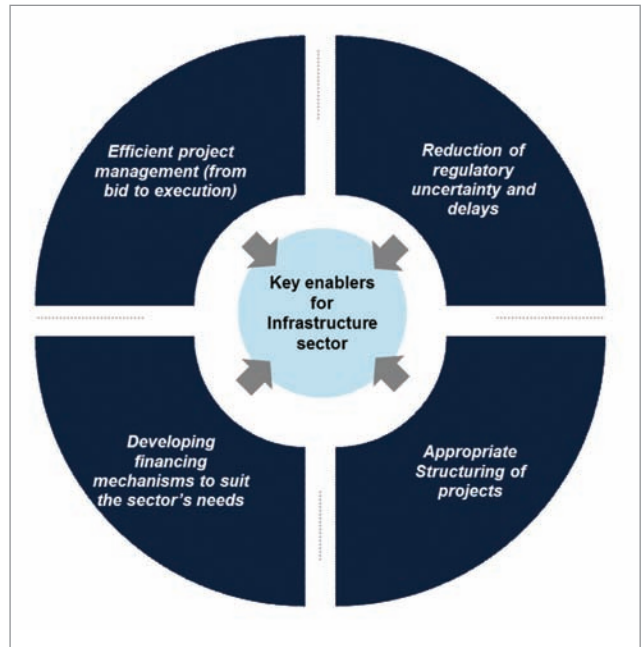 Efficient project
management (from
bid to execution)
Reduction of
regulatory
uncertainty and
delays
Key enablers
for
Infrastructure
sector
Developing
financing
mechanisms to suit
the sector's needs
Appropriate
Structuring of
projects